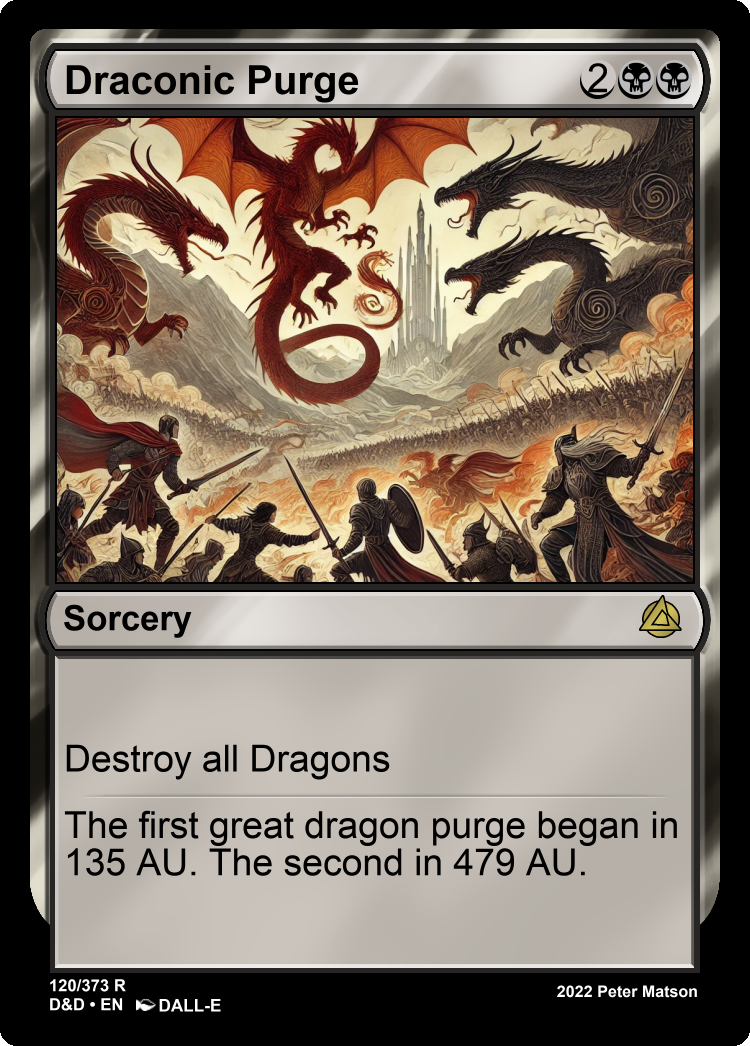 Draconic Purge 2
Sorcery
Destroy all Dragons
The first great dragon purge began in
135 AU. The second in 479 AU.
120/373 R
D&D • EN DALL-E
2022 Peter Matson